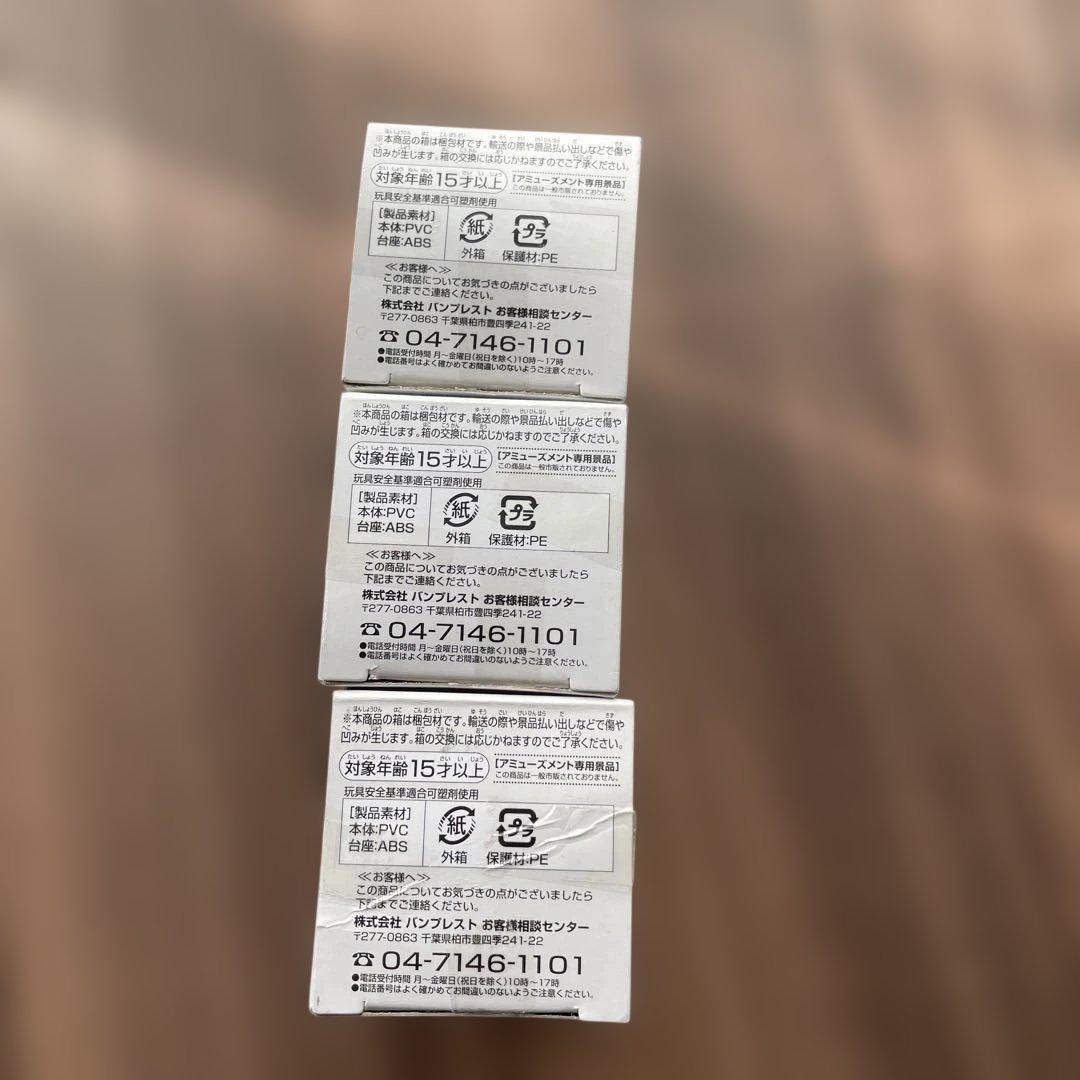 ※本商品の箱は梱包材です。輸送の際や景品払い出しなどで傷や
凹みが生じます。箱の交換には応じかねますのでご了承ください。
対象年齢15才以上
[アミューズメント専用景品]
この商品は一般市販されておりません。
玩具安全基準適合可塑剤使用
[製品素材]
本体:PVC
台座:ABS
紙
外箱
プラ
保護材:PE
≪お客様へ≫
この商品についてお気づきの点がございましたら
下記までご連絡ください。
株式会社 バンプレスト お客様相談センター
〒277-0863 千葉県柏市豊四季241-22
☎04-7146-1101
●電話受付時間 月～金曜日(祝日を除く)10時～17時
●電話番号はよく確かめてお間違いのないようご注意ください。
※本商品の箱は梱包材です。輸送の際や景品払い出しなどで傷や
凹みが生じます。箱の交換には応じかねますのでご了承ください。
対象年齢15才以上
[アミューズメント専用景品]
この商品は一般市販されておりません。
玩具安全基準適合可塑剤使用
[製品素材]
本体:PVC
台座:ABS
紙
外箱
プラ
保護材:PE
≪お客様へ≫
この商品についてお気づきの点がございましたら
下記までご連絡ください。
株式会社 バンプレスト お客様相談センター
〒277-0863 千葉県柏市豊四季241-22
☎04-7146-1101
●電話受付時間 月～金曜日(祝日を除く)10時～17時
●電話番号はよく確かめてお間違いのないようご注意ください。
※本商品の箱は梱包材です。輸送の際や景品払い出しなどで傷や
凹みが生じます。箱の交換には応じかねますのでご了承ください。
対象年齢15才以上
[アミューズメント専用景品]
この商品は一般市販されておりません。
玩具安全基準適合可塑剤使用
[製品素材]
本体:PVC
台座:ABS
紙
外箱
プラ
保護材:PE
≪お客様へ≫
この商品についてお気づきの点がございましたら
下記までご連絡ください。
株式会社 バンプレスト お客様相談センター
〒277-0863 千葉県柏市豊四季241-22
☎04-7146-1101
●電話受付時間 月～金曜日(祝日を除く)10時～17時
●電話番号はよく確かめてお間違いのないようご注意ください。